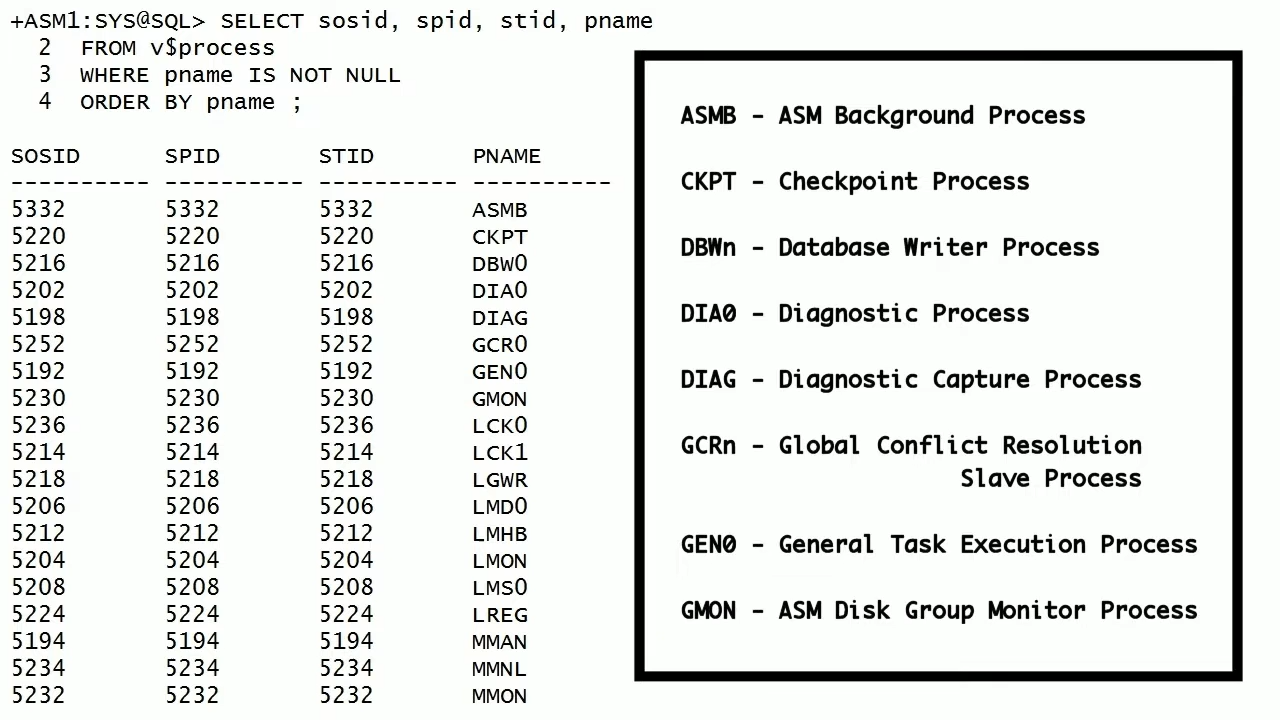 +ASM1:SYS@SQL> SELECT sosid, spid, stid, pname
  2  FROM v$process
  3  WHERE pname IS NOT NULL
  4  ORDER BY pname ;
SOSID      SPID       STID       PNAME
---------- ---------- ---------- ----------
5332       5332       5332       ASMB
5220       5220       5220       CKPT
5216       5216       5216       DBW0
5202       5202       5202       DIA0
5198       5198       5198       DIAG
5252       5252       5252       GCR0
5192       5192       5192       GEN0
5230       5230       5230       GMON
5236       5236       5236       LCK0
5214       5214       5214       LCK1
5218       5218       5218       LGWR
5206       5206       5206       LMD0
5212       5212       5212       LMHB
5204       5204       5204       LMON
5208       5208       5208       LMS0
5224       5224       5224       LREG
5194       5194       5194       MMAN
5234       5234       5234       MMNL
5232       5232       5232       MMON
ASMB - ASM Background Process
CKPT - Checkpoint Process
DBWn - Database Writer Process
DIA0 - Diagnostic Process
DIAG - Diagnostic Capture Process
GCRn - Global Conflict Resolution
Slave Process
GEN0 - General Task Execution Process
GMON - ASM Disk Group Monitor Process